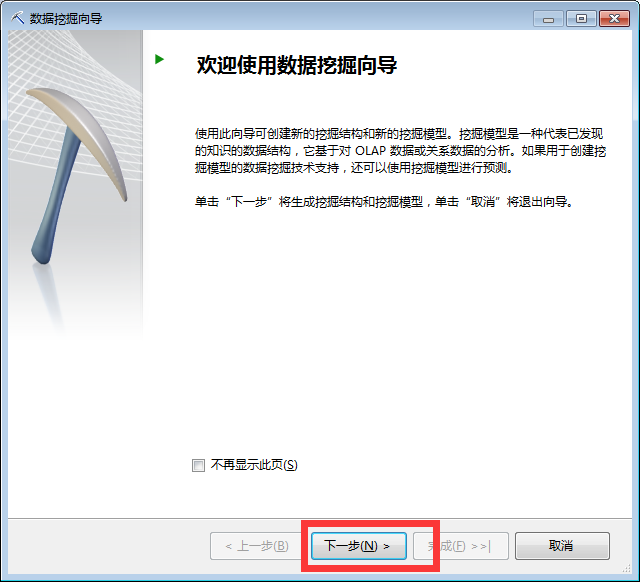 数据挖掘向导
欢迎使用数据挖掘向导
使用此向导可创建新的挖掘结构和新的挖掘模型。挖掘模型是一种代表已发现
的知识的数据结构，它基于对 OLAP 数据或关系数据的分析。如果用于创建挖
掘模型的数据挖掘技术支持，还可以使用挖掘模型进行预测。
单击“下一步”将生成挖掘结构和挖掘模型，单击“取消”将退出向导。
不再显示此页(S)
< 上一步(B)
下一步(N) >
完成(F) >>|
取消